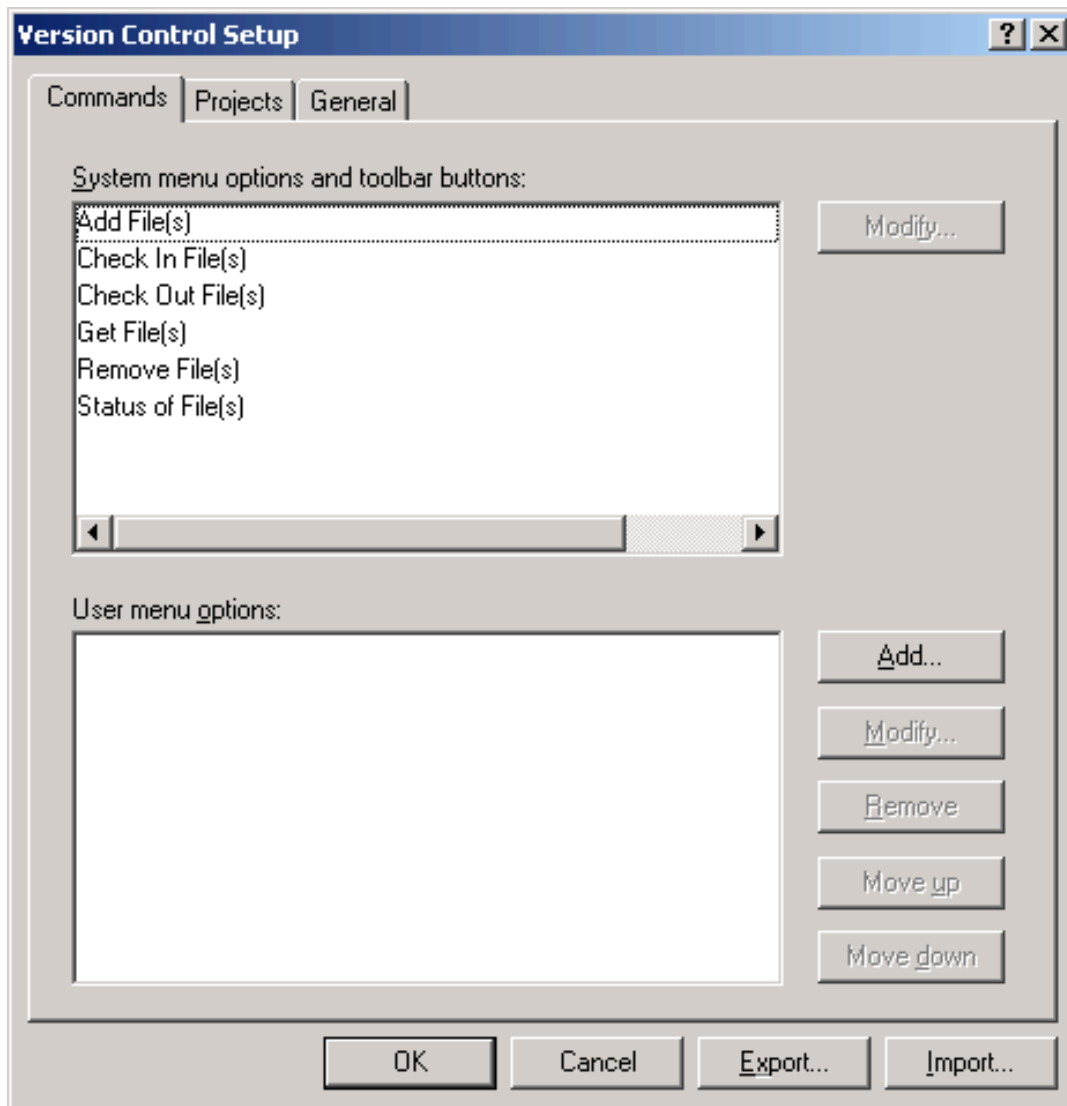 Version Control Setup
Commands Projects General
System menu options and toolbar buttons:
Add File(s)
Modify...
Check In File(s)
Check Out File(s)
Get File(s)
Remove File(s)
Status of File(s)
User menu options:
Add...
Modify...
Remove
Move up
Move down
OK Cancel Export... Import...